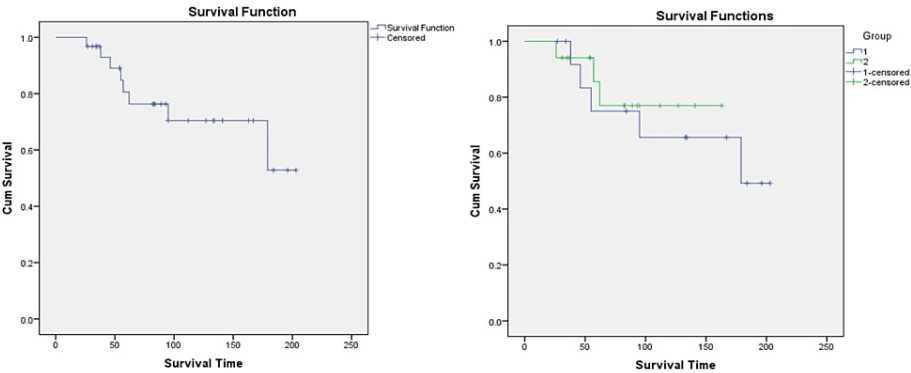 Survival Function
Survival Function
Censored
1.0
0.8
0.6
0.4
0.2
0.0
Cum Survival
0 50 100 150 200 250
Survival Time
Survival Functions
Group
1
2
1-censored
2-censored
1.0
0.8
0.6
0.4
0.2
0.0
Cum Survival
0 50 100 150 200 250
Survival Time